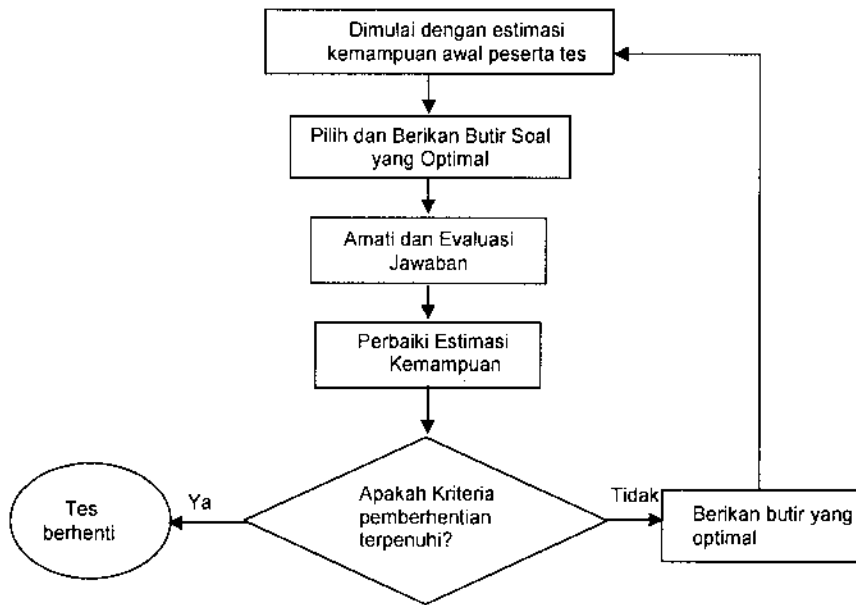 Dimulai dengan estimasi
kemampuan awal peserta tes
Pilih dan Berikan Butir Soal
yang Optimal
Amati dan Evaluasi
Jawaban
Perbaiki Estimasi
Kemampuan
Apakah Kriteria
pemberhentian
terpenuhi?
Ya
Tes
berhenti
Tidak
Berikan butir yang
optimal